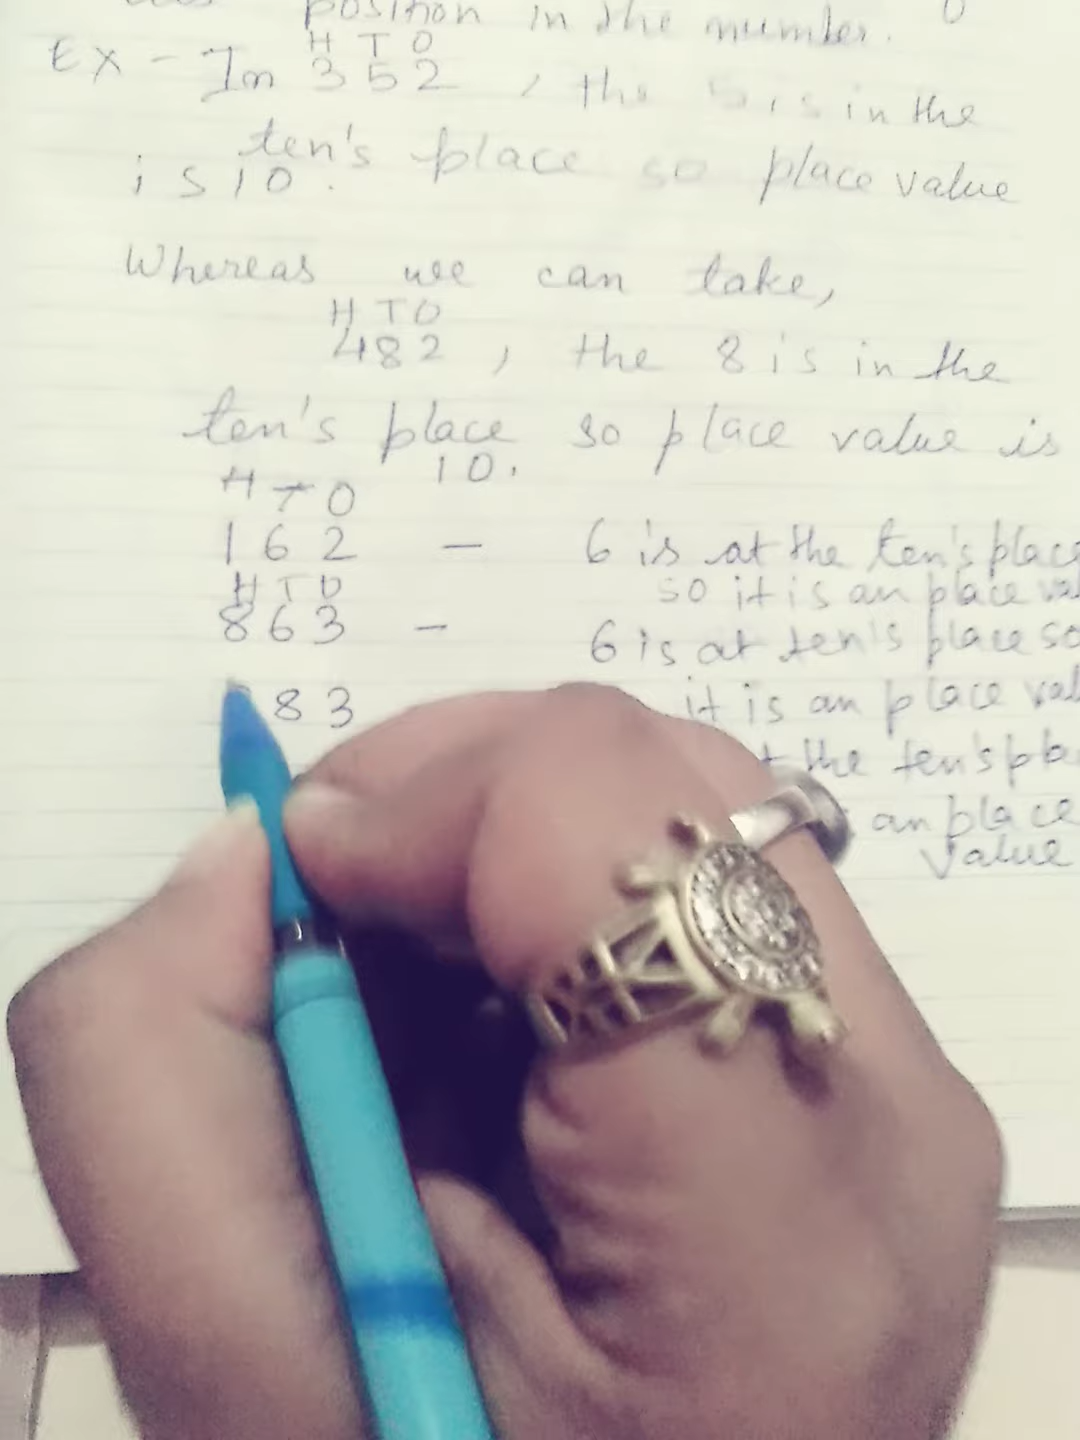 position in the number.
H T O
Ex - In 352, the 5 is in the
ten's place so place value
is 10.
Whereas we can take,
H T O
482, the 8 is in the
ten's place so place value is
10.
H T O
162 - 6 is at the ten's place
so it is an place
H T O
863 - 6 is at ten's place so
it is an place
83
the ten's
an place
value